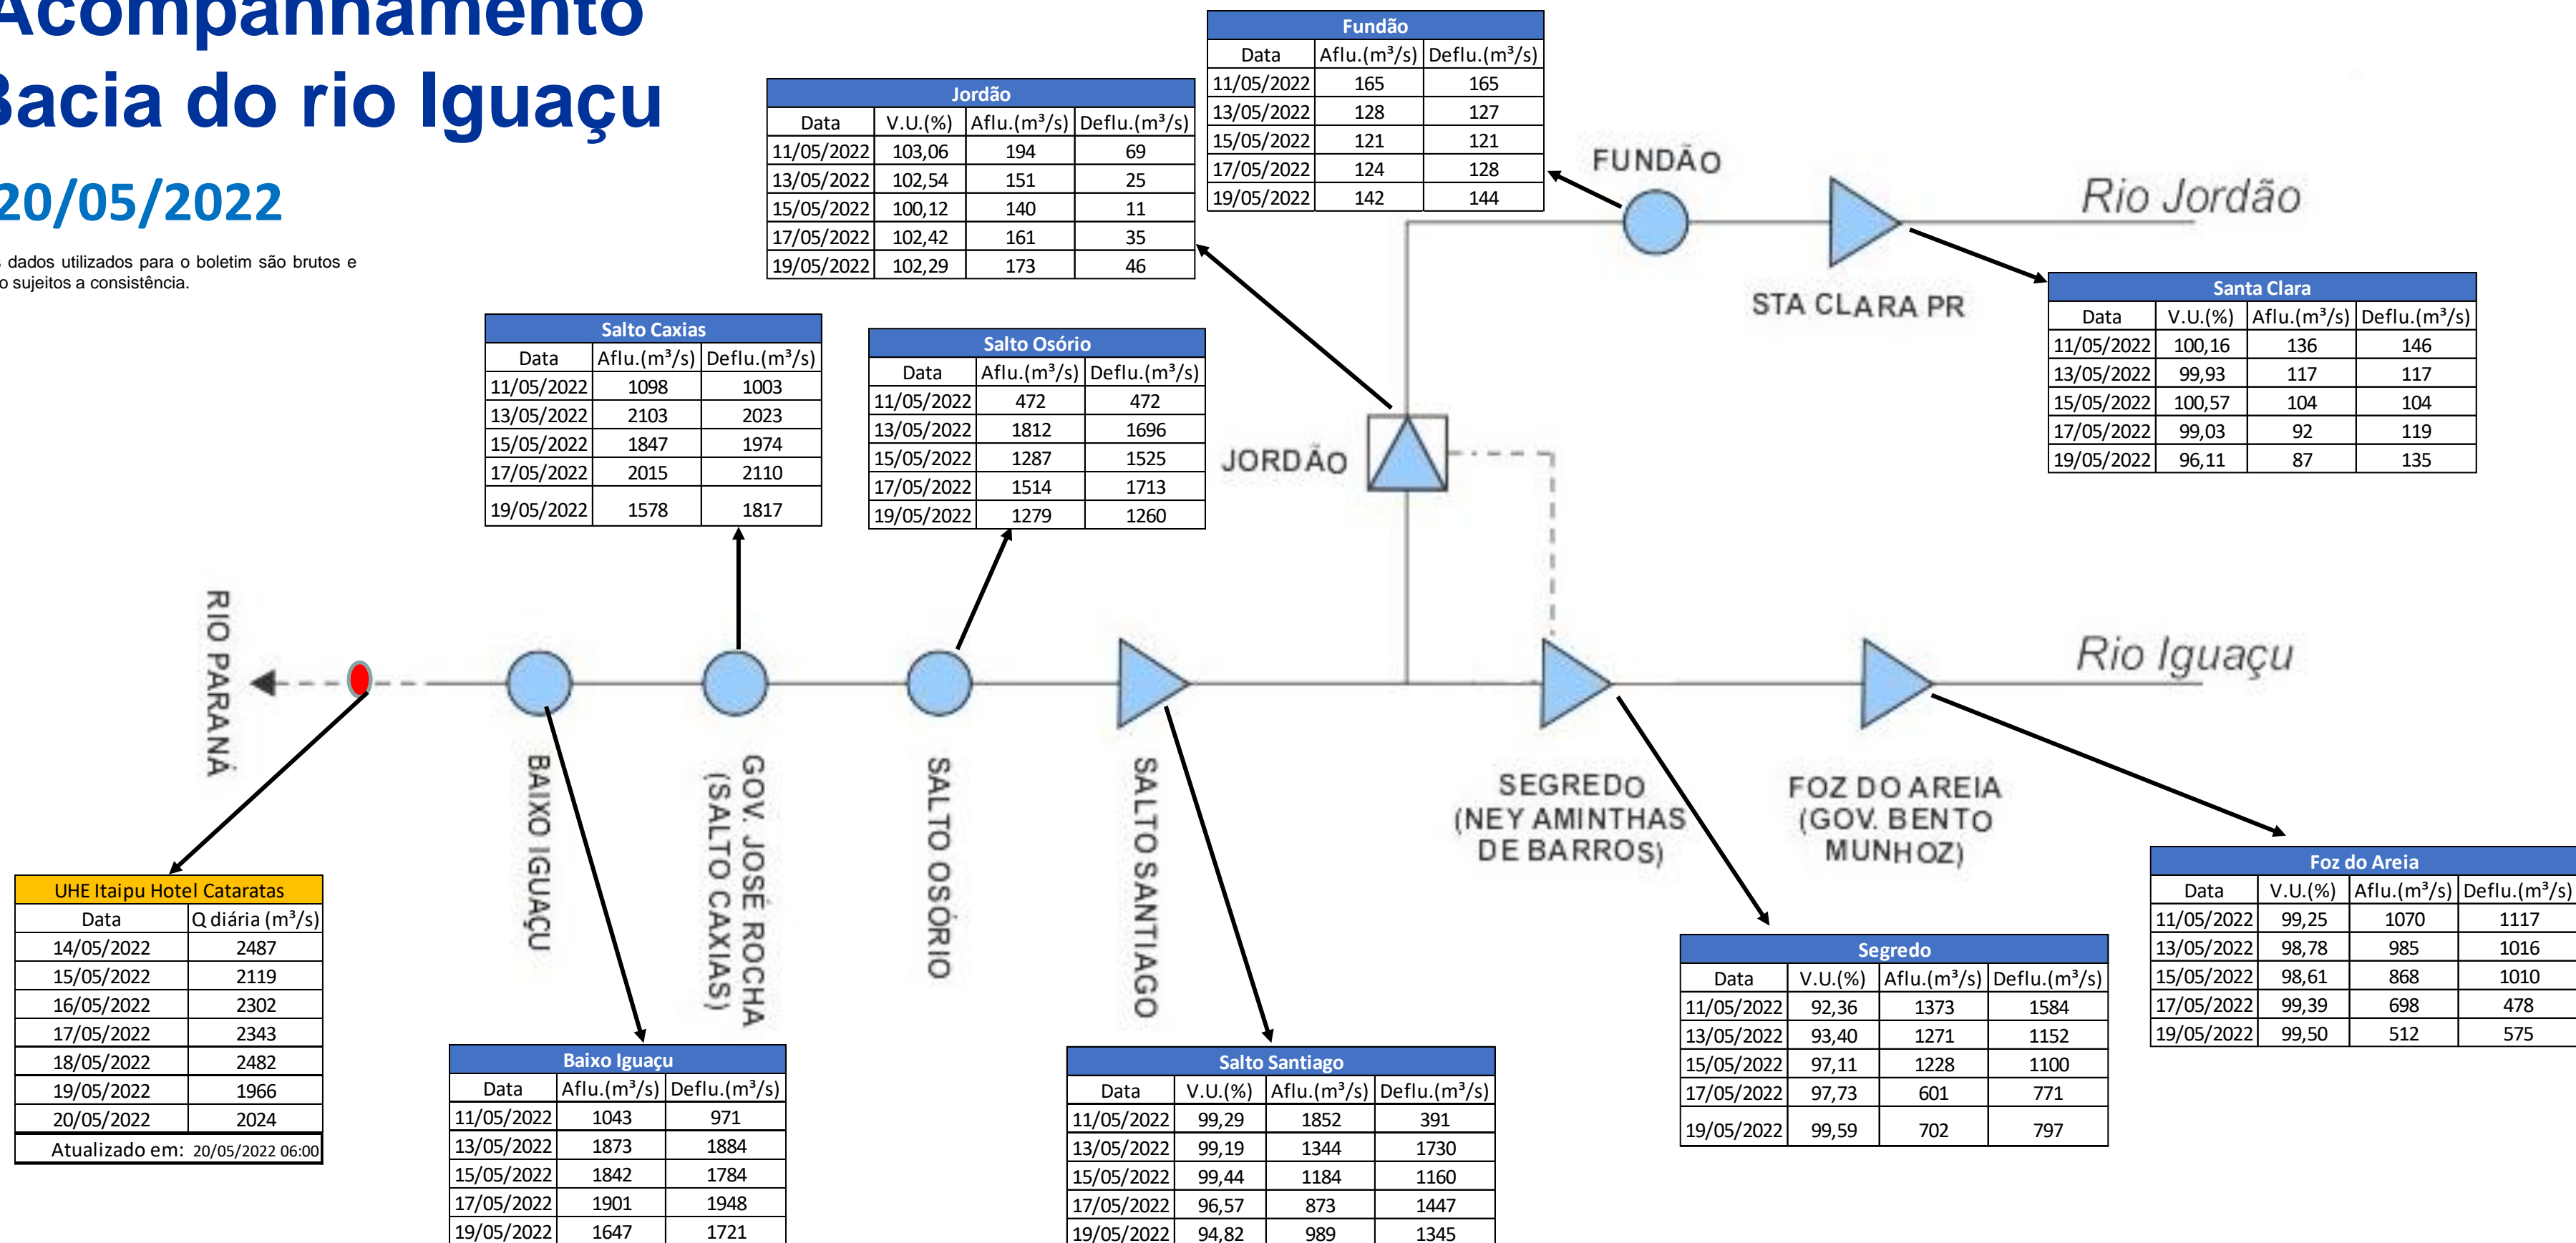 Acompanhamento
Bacia do rio Iguaçu
20/05/2022
dados utilizados para o boletim são brutos e
sujeitos a consistência.
Fundão
Data Aflu.(m³/s) Deflu.(m³/s)
11/05/2022 165 165
13/05/2022 128 127
15/05/2022 121 121
17/05/2022 124 128
19/05/2022 142 144
Jordão
Data V.U.(%) Aflu.(m³/s) Deflu.(m³/s)
11/05/2022 103,06 194 69
13/05/2022 102,54 151 25
15/05/2022 100,12 140 11
17/05/2022 102,42 161 35
19/05/2022 102,29 173 46
FUNDÃO
Rio Jordão
STA CLARA PR
Santa Clara
Data V.U.(%) Aflu.(m³/s) Deflu.(m³/s)
11/05/2022 100,16 136 146
13/05/2022 99,93 117 117
15/05/2022 100,57 104 104
17/05/2022 99,03 92 119
19/05/2022 96,11 87 135
Salto Caxias
Data Aflu.(m³/s) Deflu.(m³/s)
11/05/2022 1098 1003
13/05/2022 2103 2023
15/05/2022 1847 1974
17/05/2022 2015 2110
19/05/2022 1578 1817
Salto Osório
Data Aflu.(m³/s) Deflu.(m³/s)
11/05/2022 472 472
13/05/2022 1812 1696
15/05/2022 1287 1525
17/05/2022 1514 1713
19/05/2022 1279 1260
JORDÃO
RIO PARANÁ
Rio Iguaçu
BAIXO IGUAÇU
GOV. JOSÉ ROCHA
(SALTO CAXIAS)
SALTO OSÓRIO
SALTO SANTIAGO
SEGREDO
(NEY AMINTHAS
DE BARROS)
FOZ DO AREIA
(GOV. BENTO
MUNHOZ)
UHE Itaipu Hotel Cataratas
Data Q diária (m³/s)
14/05/2022 2487
15/05/2022 2119
16/05/2022 2302
17/05/2022 2343
18/05/2022 2482
19/05/2022 1966
20/05/2022 2024
Atualizado em: 20/05/2022 06:00
Baixo Iguaçu
Data Aflu.(m³/s) Deflu.(m³/s)
11/05/2022 1043 971
13/05/2022 1873 1884
15/05/2022 1842 1784
17/05/2022 1901 1948
19/05/2022 1647 1721
Salto Santiago
Data V.U.(%) Aflu.(m³/s) Deflu.(m³/s)
11/05/2022 99,29 1852 391
13/05/2022 99,19 1344 1730
15/05/2022 99,44 1184 1160
17/05/2022 96,57 873 1447
19/05/2022 94,82 989 1345
Segredo
Data V.U.(%) Aflu.(m³/s) Deflu.(m³/s)
11/05/2022 92,36 1373 1584
13/05/2022 93,40 1271 1152
15/05/2022 97,11 1228 1100
17/05/2022 97,73 601 771
19/05/2022 99,59 702 797
Foz do Areia
Data V.U.(%) Aflu.(m³/s) Deflu.(m³/s)
11/05/2022 99,25 1070 1117
13/05/2022 98,78 985 1016
15/05/2022 98,61 868 1010
17/05/2022 99,39 698 478
19/05/2022 99,50 512 575